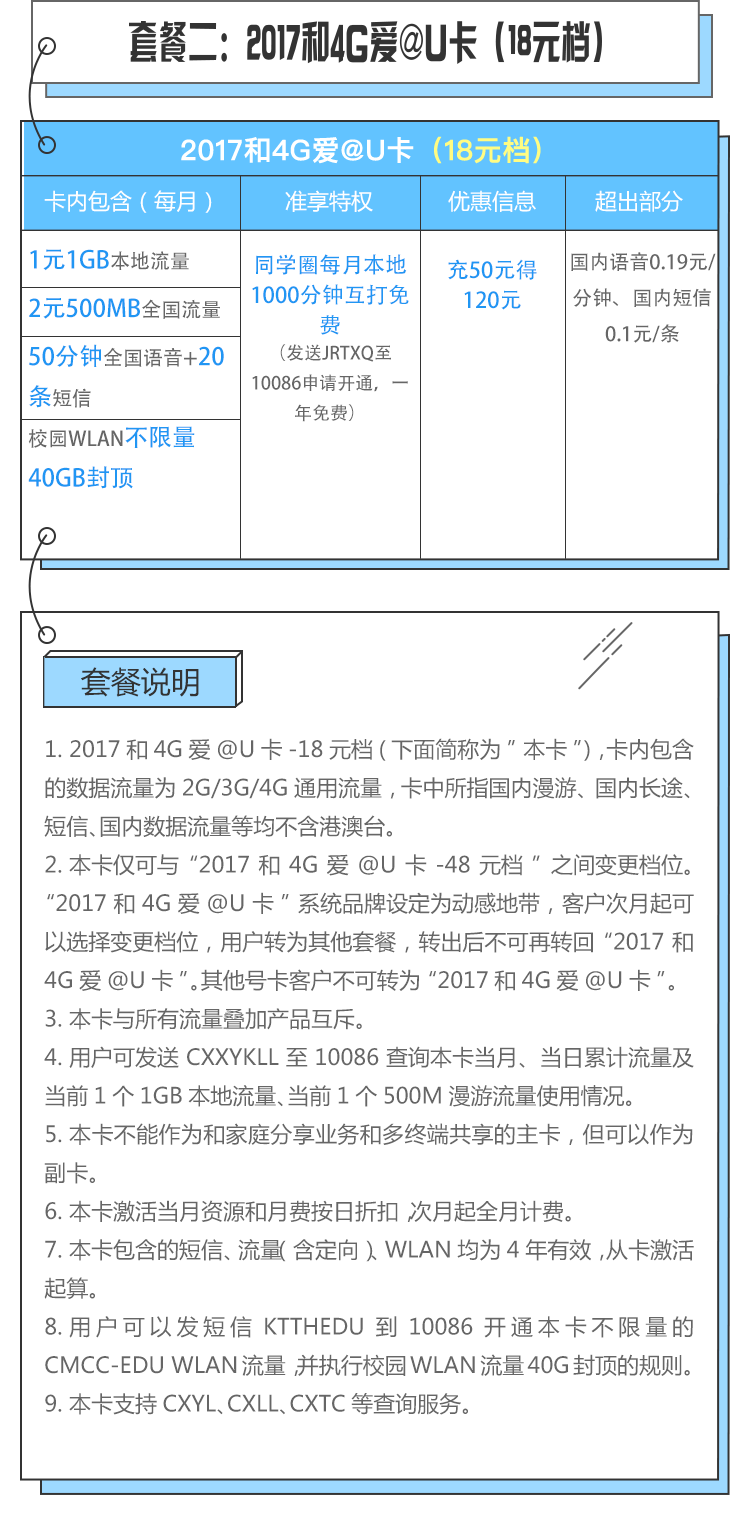 套餐二：2017和4G爱@U卡（18元档）
2017和4G爱@U卡（18元档）
卡内包含（每月）
准享特权
优惠信息
超出部分
1元1GB本地流量
2元500MB全国流量
50分钟全国语音+20
条短信
校园WLAN不限量
40GB封顶
同学圈每月本地
1000分钟互打免
费
（发送JRTXQ至
10086申请开通，一
年免费）
充50元得
120元
国内语音0.19元/
分钟、国内短信
0.1元/条
套餐说明
1. 2017 和 4G 爱 @U 卡 -18 元档（下面简称为 ” 本卡 ”），卡内包含
的数据流量为 2G/3G/4G 通用流量，卡中所指国内漫游、国内长途、
短信、国内数据流量等均不含港澳台。
2. 本卡仅可与 “2017 和 4G 爱 @U 卡 -48 元档 ” 之间变更档位。
“2017 和 4G 爱 @U 卡 ” 系统品牌设定为动感地带，客户次月起可
以选择变更档位，用户转为其他套餐，转出后不可再转回 “2017 和
4G 爱 @U 卡 ”。其他号卡客户不可转为 “2017 和 4G 爱 @U 卡 ”。
3. 本卡与所有流量叠加产品互斥。
4. 用户可发送 CXXYKLL 至 10086 查询本卡当月、当日累计流量及
当前 1 个 1GB 本地流量、当前 1 个 500M 漫游流量使用情况。
5. 本卡不能作为和家庭分享业务和多终端共享的主卡，但可以作为
副卡。
6. 本卡激活当月资源和月费按日折扣，次月起全月计费。
7. 本卡包含的短信、流量（含定向）、WLAN 均为 4 年有效，从卡激活
起算。
8. 用户可以发短信 KTTHEDU 到 10086 开通本卡不限量的
CMCC-EDU WLAN 流量，并执行校园 WLAN 流量 40G 封顶的规则。
9. 本卡支持 CXYL、CXLL、CXTC 等查询服务。